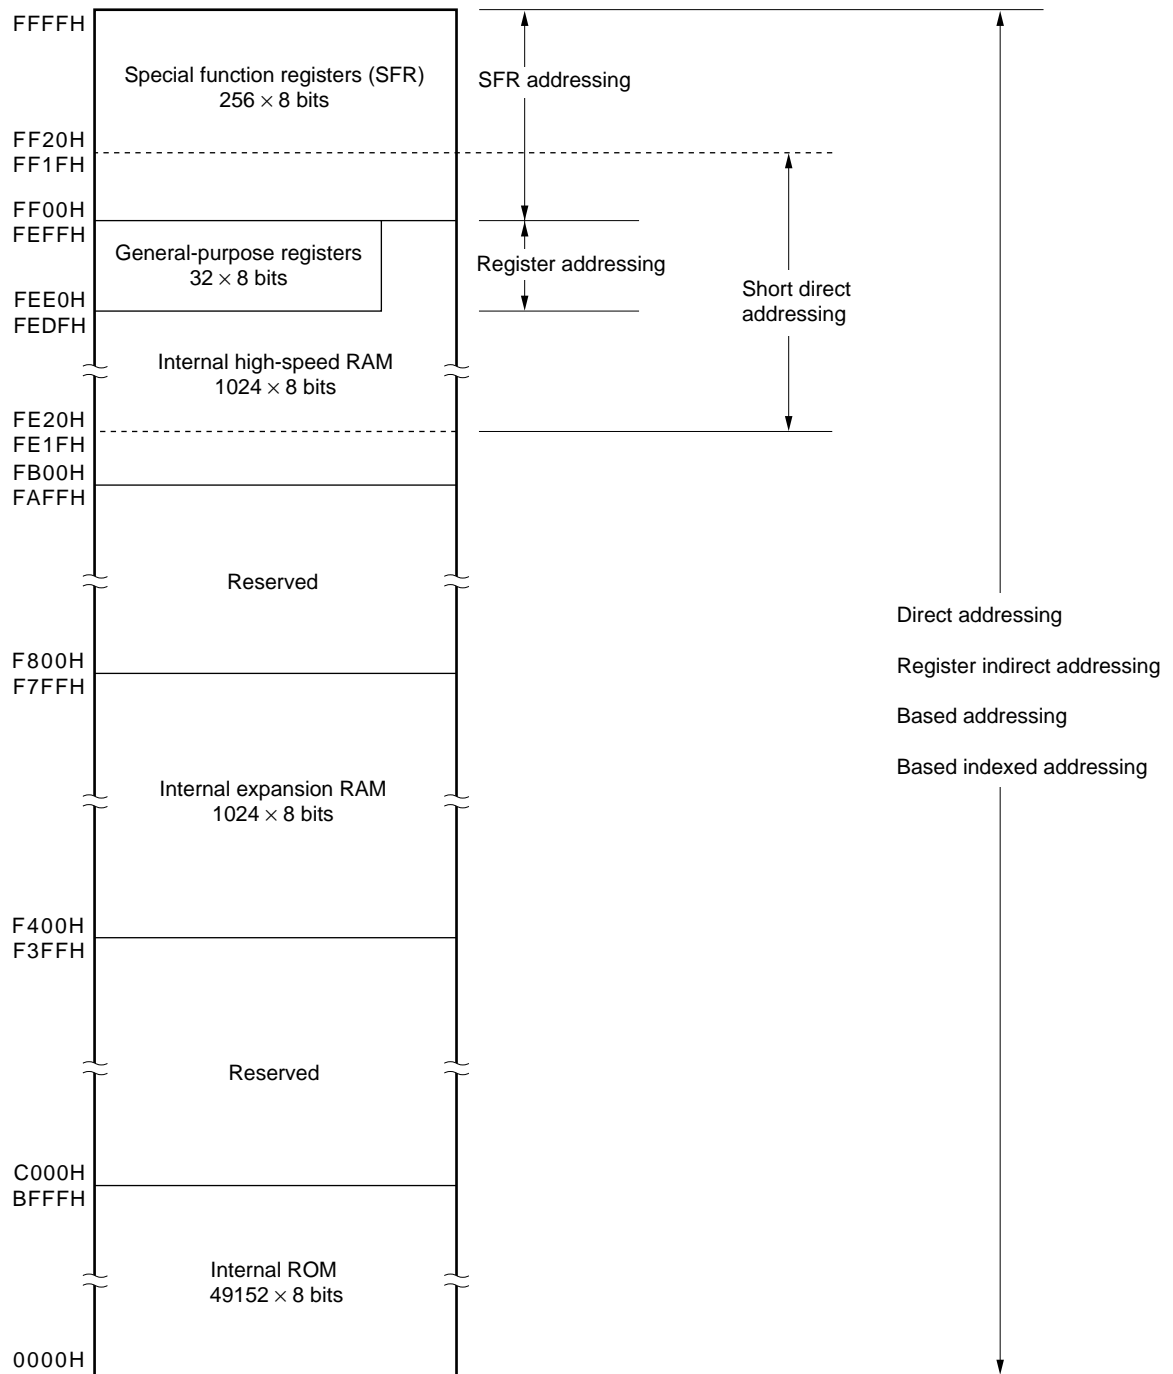 FFFFH
Special function registers (SFR)
256 × 8 bits
SFR addressing
FF20H
FF1FH
FF00H
FEFFH
General-purpose registers
32 × 8 bits
Register addressing
Short direct
addressing
FEE0H
FEDFH
Internal high-speed RAM
1024 × 8 bits
FE20H
FE1FH
FB00H
FAFFH
Reserved
Direct addressing
F800H
F7FFH
Register indirect addressing
Based addressing
Based indexed addressing
Internal expansion RAM
1024 × 8 bits
F400H
F3FFH
Reserved
C000H
BFFFH
Internal ROM
49152 × 8 bits
0000H